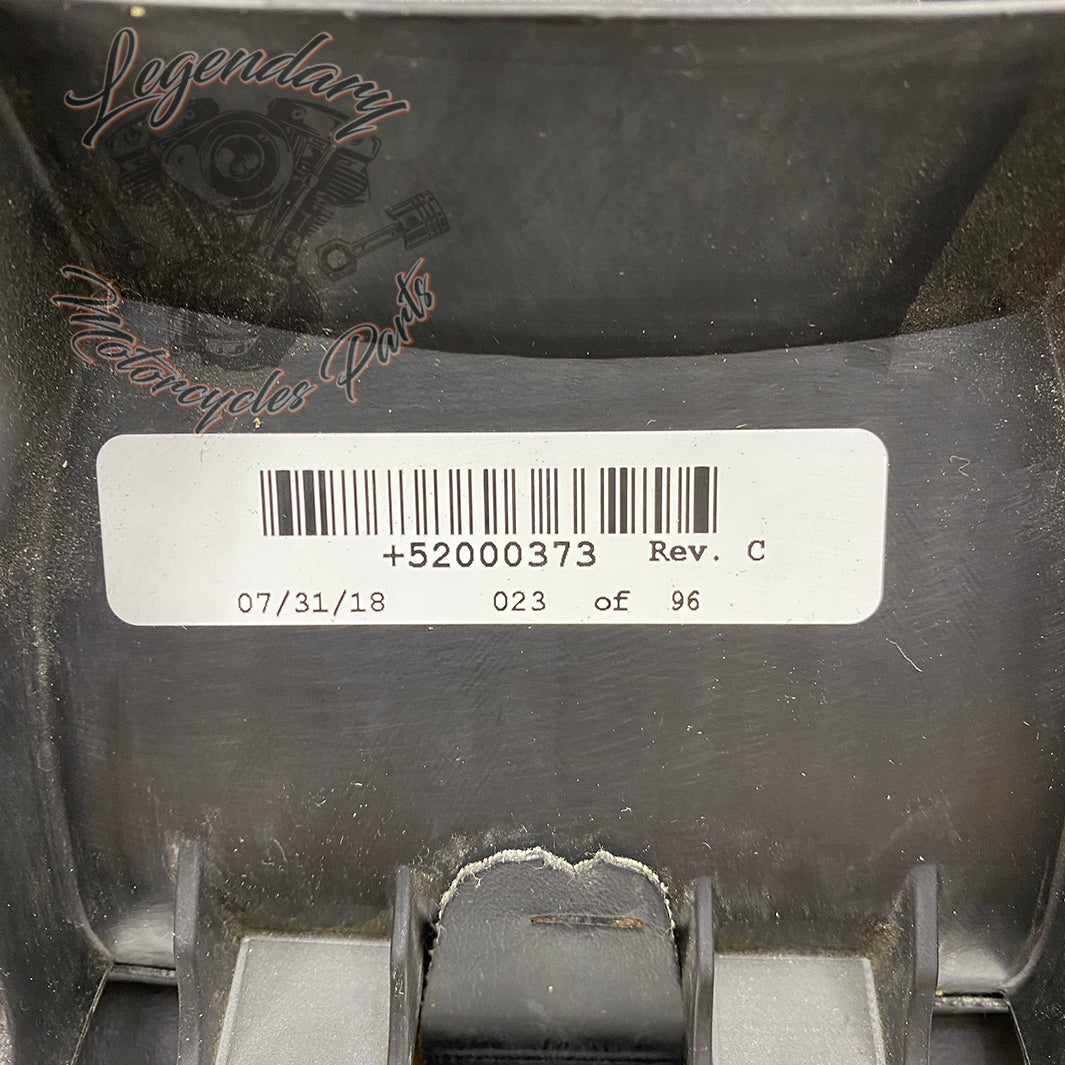 Legendary
Motorcycles Parts
+52000373 Rev. C
07/31/18 023 of 96